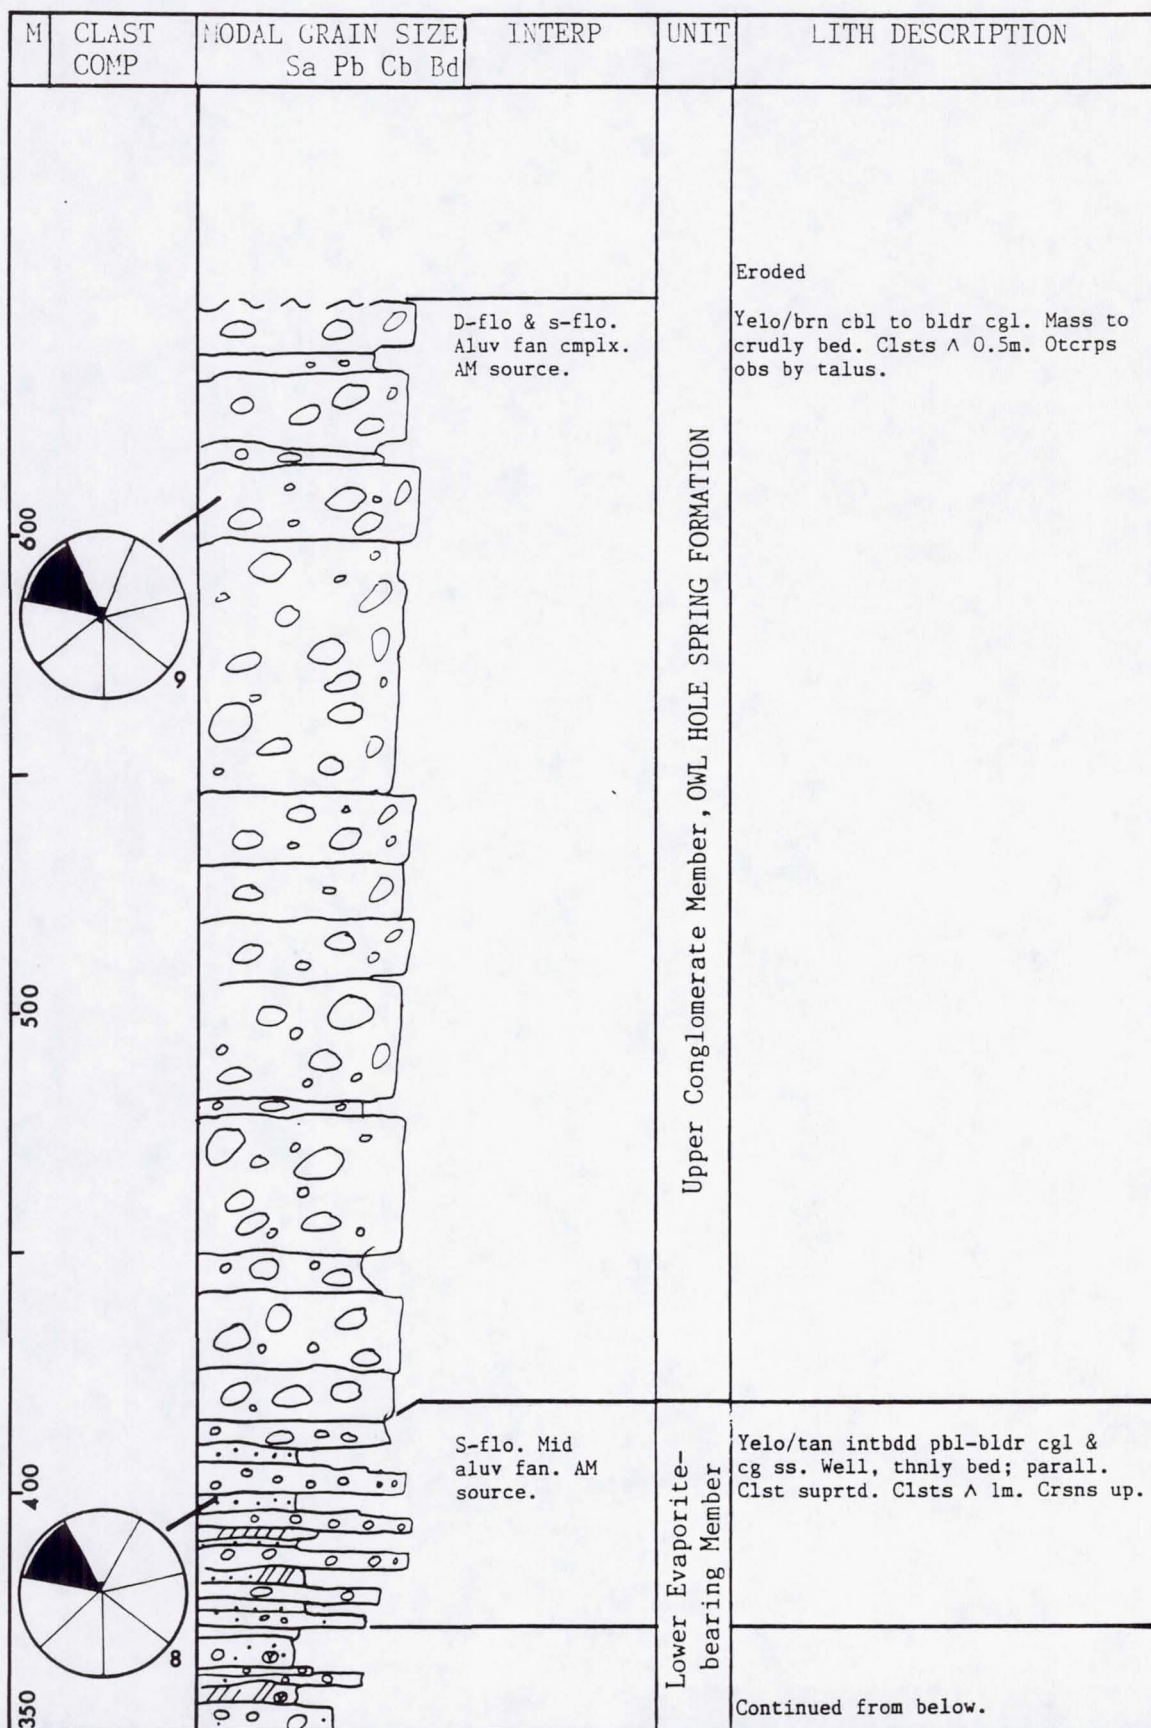 M CLAST MODAL GRAIN SIZE INTERP UNIT LITH DESCRIPTION
COMP Sa Pb Cb Bd
Eroded
D-flo & s-flo.
Aluv fan cmplx.
AM source.
Yelo/brn cbl to bldr cgl. Mass to
crudly bed. Clsts ∧ 0.5m. Otcrps
obs by talus.
600
9
Upper Conglomerate Member, OWL HOLE SPRING FORMATION
500
S-flo. Mid
aluv fan. AM
source.
Lower Evaporite-
bearing Member
Yelo/tan intbdd pbl-bldr cgl &
cg ss. Well, thnly bed; parall.
Clst suprtd. Clsts ∧ 1m. Crsns up.
400
8
350
Continued from below.